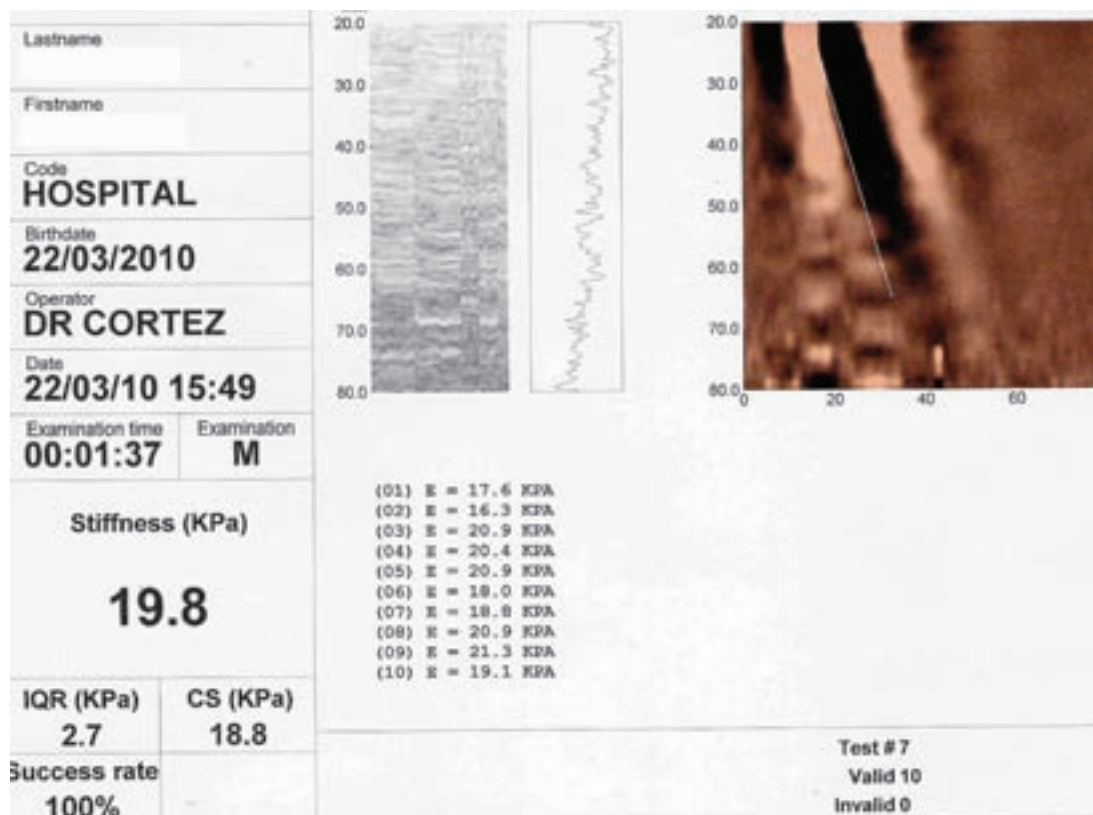 Lastname
Firstname
Code
HOSPITAL
Birthdate
22/03/2010
Operator
DR CORTEZ
Date
22/03/10 15:49
Examination time
00:01:37
Examination
M
Stiffness (KPa)
19.8
IQR (KPa)
2.7
CS (KPa)
18.8
Success rate
100%
20.0
30.0
40.0
50.0
60.0
70.0
80.0
20.0
30.0
40.0
50.0
60.0
70.0
80.0
0 20 40 60
(01) E = 17.6 KPA
(02) E = 16.3 KPA
(03) E = 20.9 KPA
(04) E = 20.4 KPA
(05) E = 20.9 KPA
(06) E = 18.0 KPA
(07) E = 18.8 KPA
(08) E = 20.9 KPA
(09) E = 21.3 KPA
(10) E = 19.1 KPA
Test # 7
Valid 10
Invalid 0